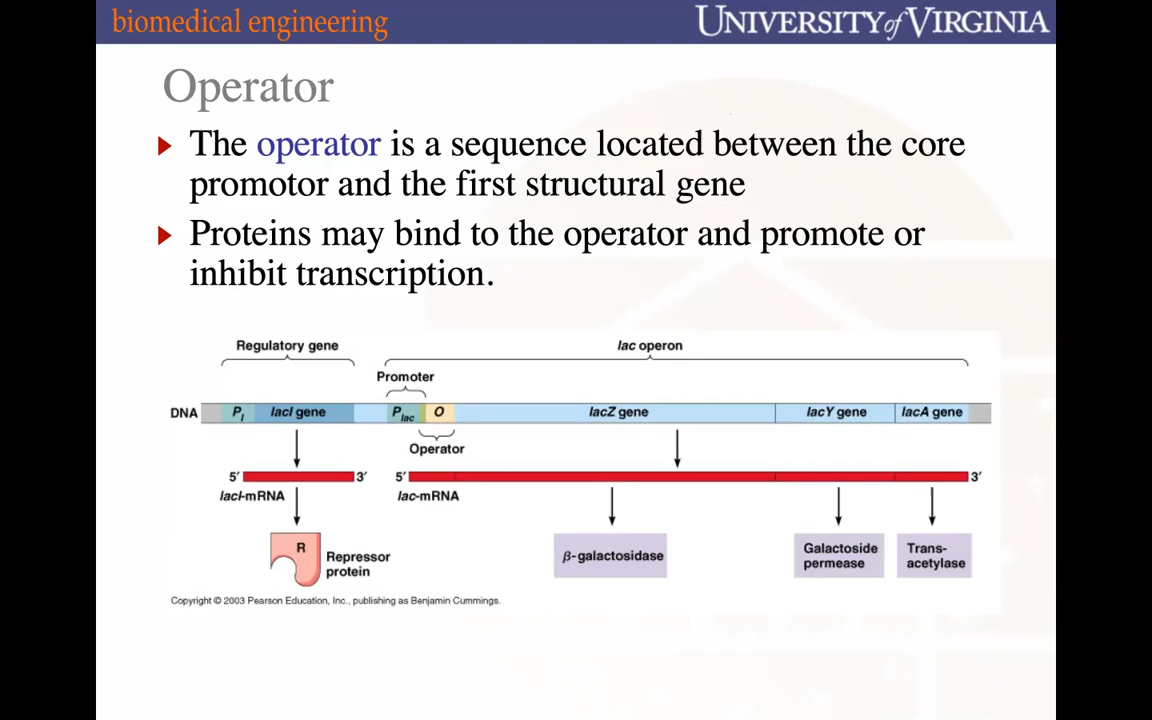 biomedical engineering
UNIVERSITY of VIRGINIA
Operator
The operator is a sequence located between the core
promotor and the first structural gene
Proteins may bind to the operator and promote or
inhibit transcription.
Regulatory gene
lac operon
Promoter
DNA
PI
lacI gene
Plac
O
lacZ gene
lacY gene
lacA gene
Operator
5′
3′
5′
3′
lacI-mRNA
lac-mRNA
R
Repressor
protein
β-galactosidase
Galactoside
permease
Trans-
acetylase
Copyright © 2003 Pearson Education, Inc., publishing as Benjamin Cummings.